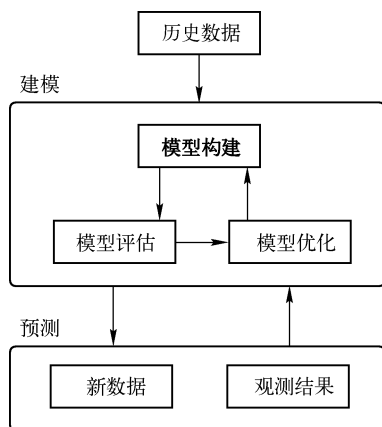 历史数据
建模
模型构建
模型评估
模型优化
预测
新数据
观测结果